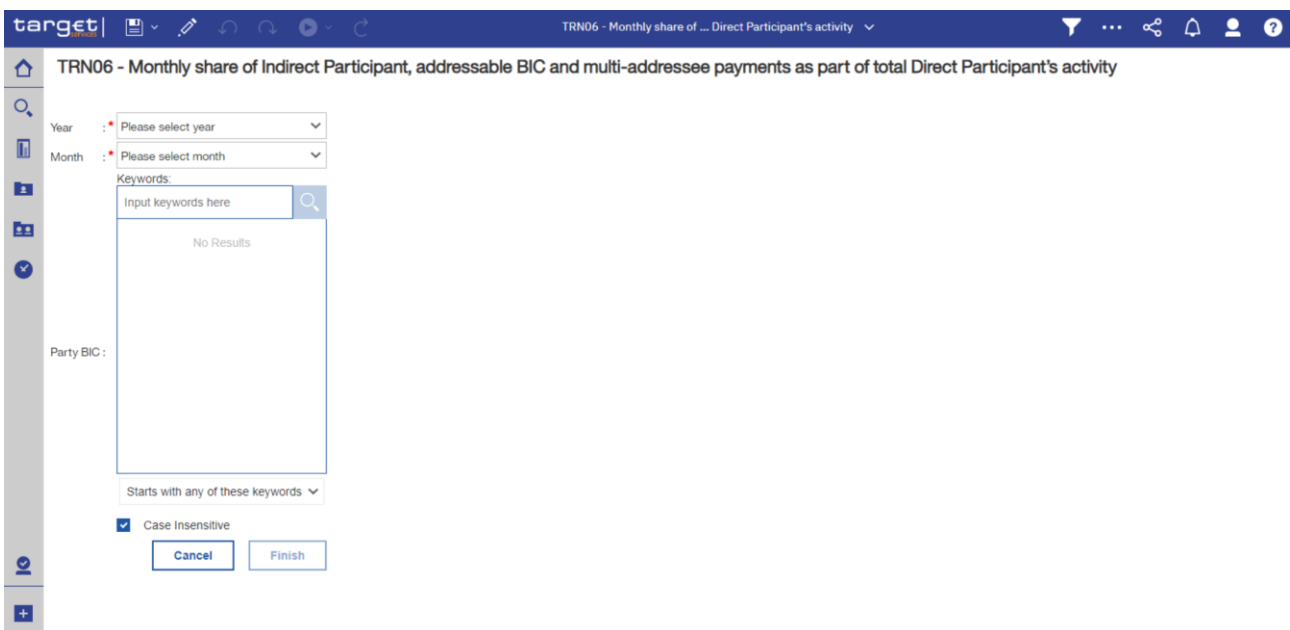 target|
services
TRN06 - Monthly share of ... Direct Participant's activity
TRN06 - Monthly share of Indirect Participant, addressable BIC and multi-addressee payments as part of total Direct Participant's activity
Year :* Please select year
Month :* Please select month
Keywords:
Input keywords here
No Results
Party BIC :
Starts with any of these keywords
Case Insensitive
Cancel Finish